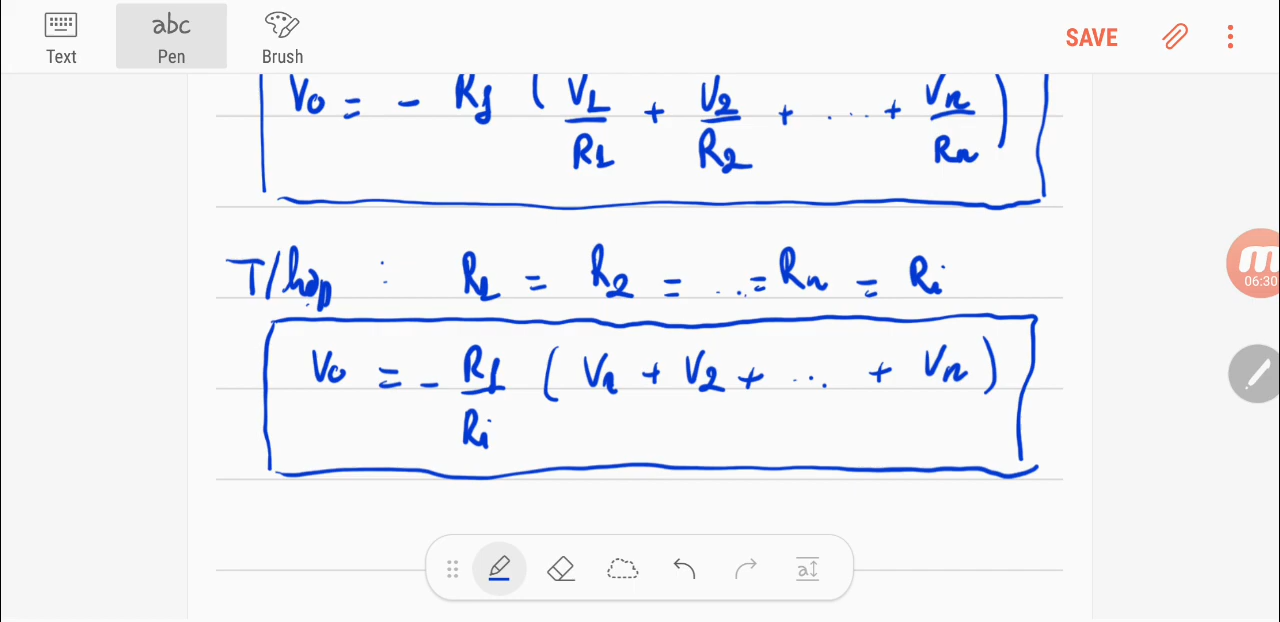 Text
abc
Pen
Brush
SAVE
V0 = - Rf ( V1/R1 + V2/R2 + ... + Vn/Rn )
T/hợp : R1 = R2 = ... = Rn = Ri
V0 = - Rf/Ri ( V1 + V2 + ... + Vn )
06:30
a